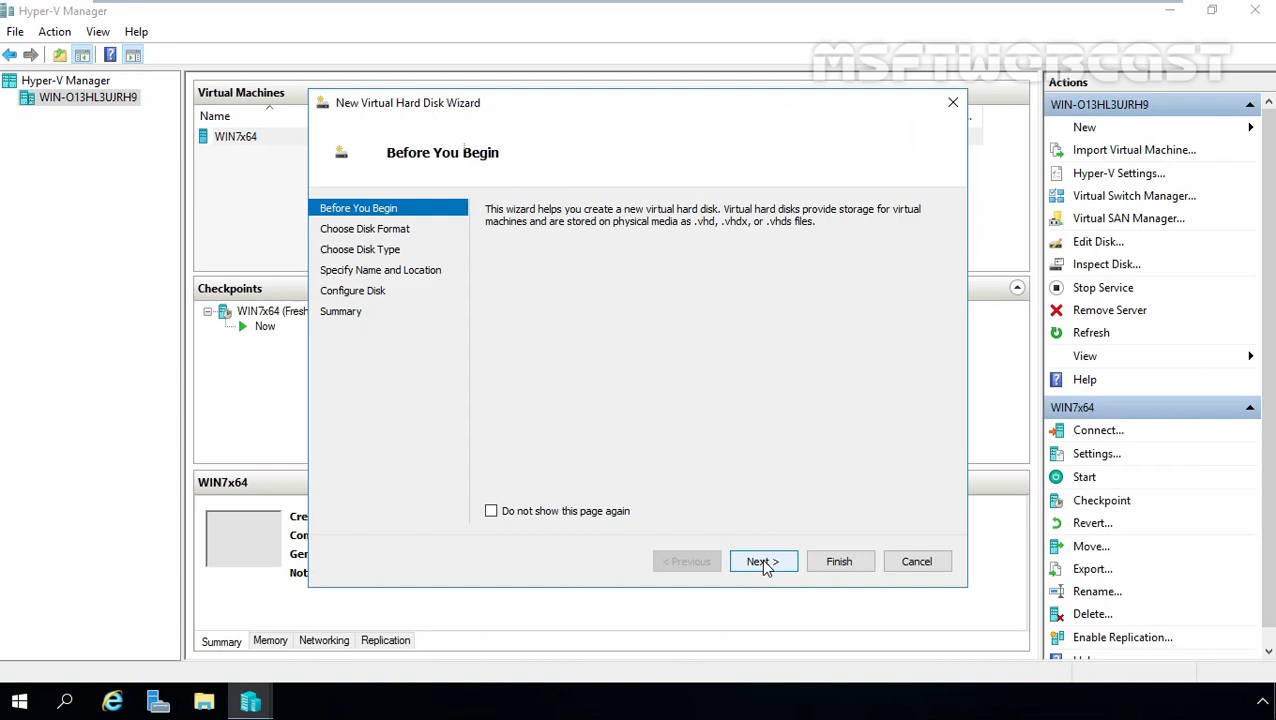 Hyper-V Manager
File Action View Help
MSFTWEBCAST
Hyper-V Manager
WIN-O13HL3UJRH9
Virtual Machines
Name
WIN7x64
Checkpoints
WIN7x64 (Fresh
Now
WIN7x64
Cre
Con
Gen
Not
Summary Memory Networking Replication
New Virtual Hard Disk Wizard
Before You Begin
Before You Begin
Choose Disk Format
Choose Disk Type
Specify Name and Location
Configure Disk
Summary
This wizard helps you create a new virtual hard disk. Virtual hard disks provide storage for virtual
machines and are stored on physical media as .vhd, .vhdx, or .vhds files.
Do not show this page again
< Previous Next > Finish Cancel
Actions
WIN-O13HL3UJRH9
New
Import Virtual Machine...
Hyper-V Settings...
Virtual Switch Manager...
Virtual SAN Manager...
Edit Disk...
Inspect Disk...
Stop Service
Remove Server
Refresh
View
Help
WIN7x64
Connect...
Settings...
Start
Checkpoint
Revert...
Move...
Export...
Rename...
Delete...
Enable Replication...